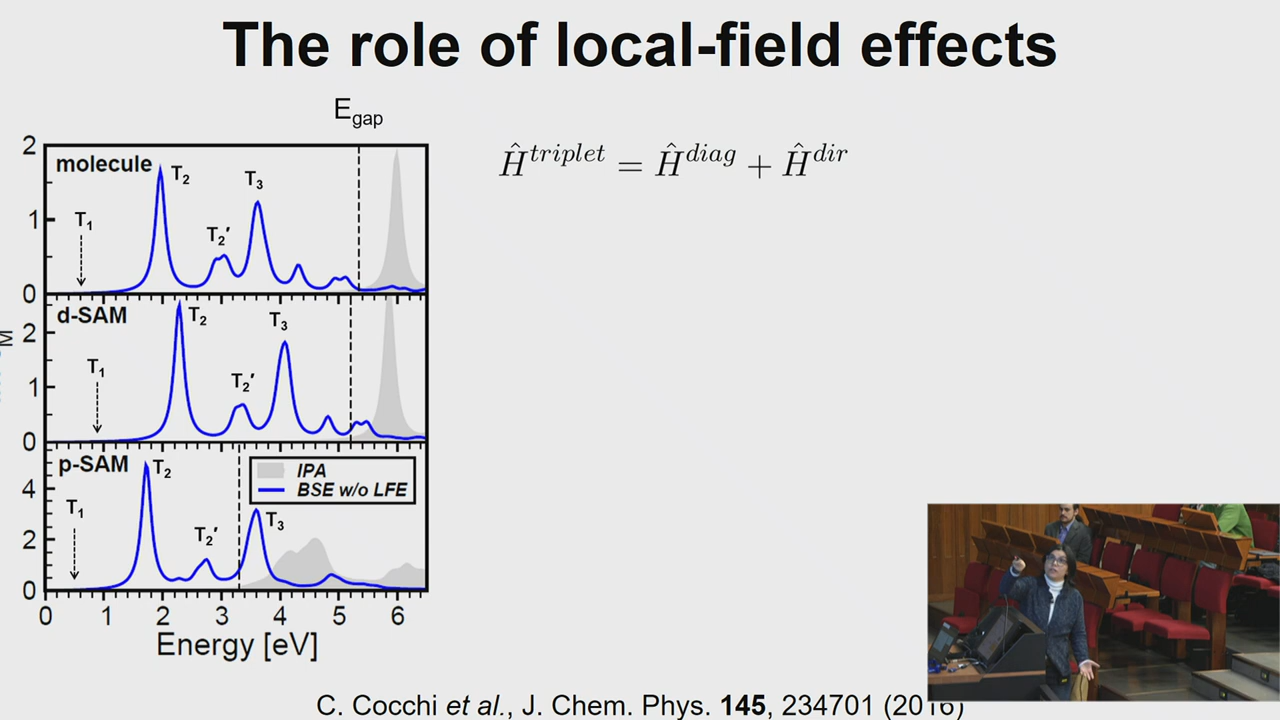 The role of local-field effects
E_gap
Ĥ^triplet = Ĥ^diag + Ĥ^dir
2
molecule
T₂
T₃
1
T₁
T₂′
0
d-SAM
T₂
T₃
2
T₁
T₂′
1
0
p-SAM
T₂
IPA
BSE w/o LFE
4
T₁
T₃
T₂′
2
0
0 1 2 3 4 5 6
Energy [eV]
C. Cocchi et al., J. Chem. Phys. 145, 234701 (2016)